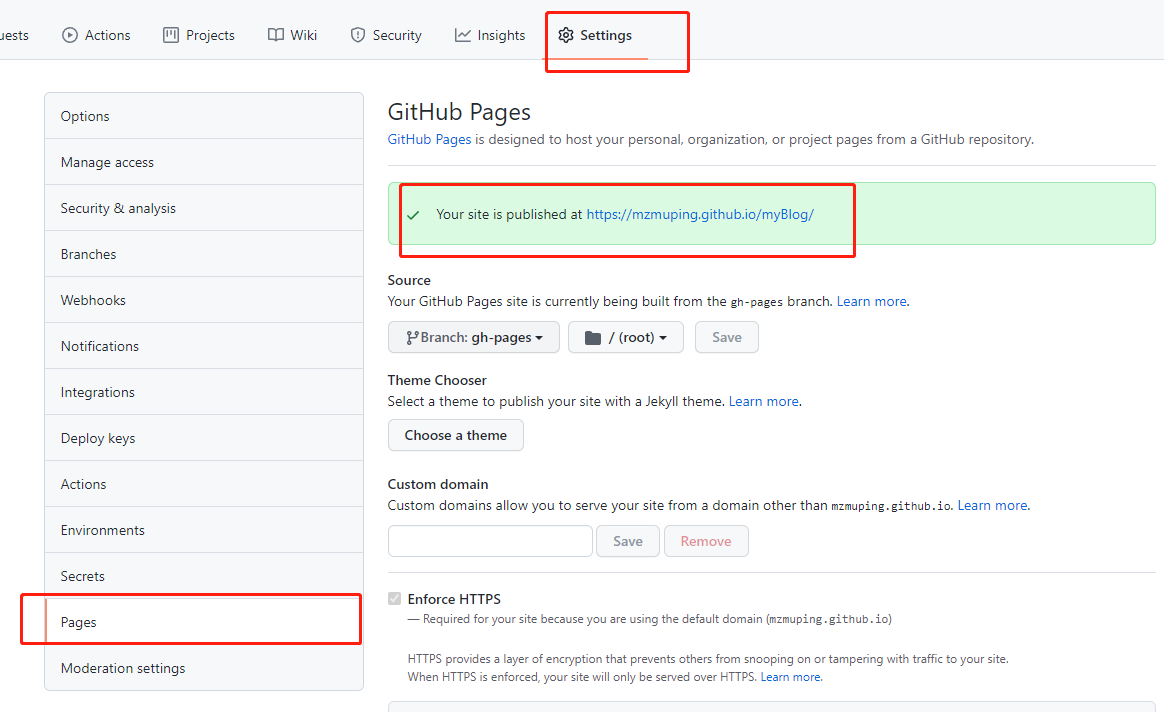 uests
Actions
Projects
Wiki
Security
Insights
Settings
Options
Manage access
Security & analysis
Branches
Webhooks
Notifications
Integrations
Deploy keys
Actions
Environments
Secrets
Pages
Moderation settings
GitHub Pages
GitHub Pages is designed to host your personal, organization, or project pages from a GitHub repository.
Your site is published at https://mzmuping.github.io/myBlog/
Source
Your GitHub Pages site is currently being built from the gh-pages branch. Learn more.
Branch: gh-pages
/ (root)
Save
Theme Chooser
Select a theme to publish your site with a Jekyll theme. Learn more.
Choose a theme
Custom domain
Custom domains allow you to serve your site from a domain other than mzmuping.github.io. Learn more.
Save
Remove
Enforce HTTPS
— Required for your site because you are using the default domain (mzmuping.github.io)
HTTPS provides a layer of encryption that prevents others from snooping on or tampering with traffic to your site.
When HTTPS is enforced, your site will only be served over HTTPS. Learn more.